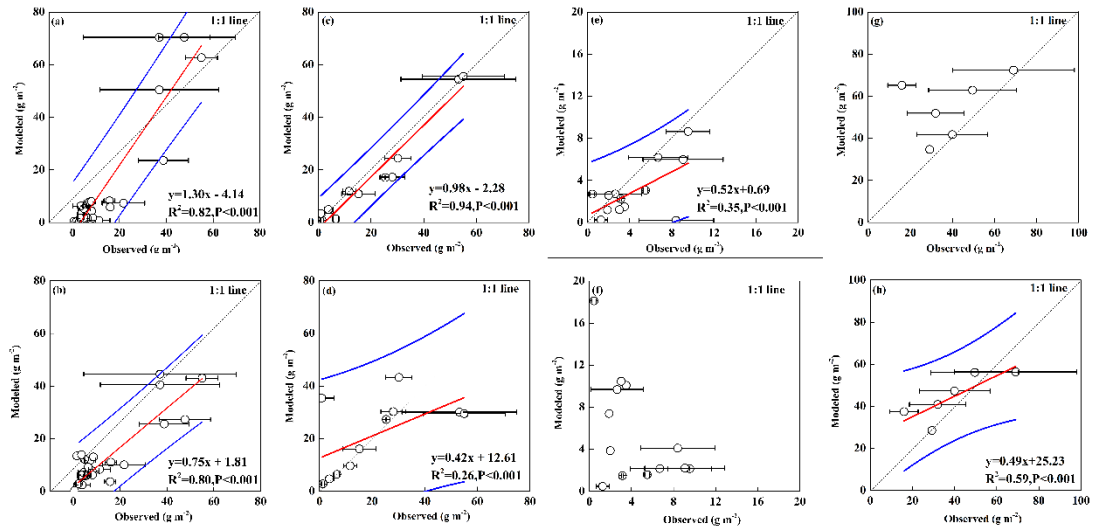 (a) 1:1 line
80
60
40
20
0
Modeled (g m-2)
y=1.30x - 4.14
R2=0.82,P<0.001
0 20 40 60 80
Observed (g m-2)
(c) 1:1 line
80
60
40
20
0
Modeled (g m-2)
y=0.98x - 2.28
R2=0.94,P<0.001
0 20 40 60 80
Observed (g m-2)
(e) 1:1 line
20
16
12
8
4
0
Modeled (g m-2)
y=0.52x+0.69
R2=0.35,P<0.001
0 4 8 12 16 20
Observed (g m-2)
(g) 1:1 line
100
80
60
40
20
0
Modeled (g m-2)
0 20 40 60 80 100
Observed (g m-2)
(b) 1:1 line
80
60
40
20
0
Modeled (g m-2)
y=0.75x + 1.81
R2=0.80,P<0.001
0 20 40 60 80
Observed (g m-2)
(d) 1:1 line
80
60
40
20
0
Modeled (g m-2)
y=0.42x + 12.61
R2=0.26,P<0.001
0 20 40 60 80
Observed (g m-2)
(f) 1:1 line
20
16
12
8
4
0
Modeled (g m-2)
0 4 8 12 16 20
Observed (g m-2)
(h) 1:1 line
100
80
60
40
20
0
Modeled (g m-2)
y=0.49x+25.23
R2=0.59,P<0.001
0 20 40 60 80 100
Observed (g m-2)